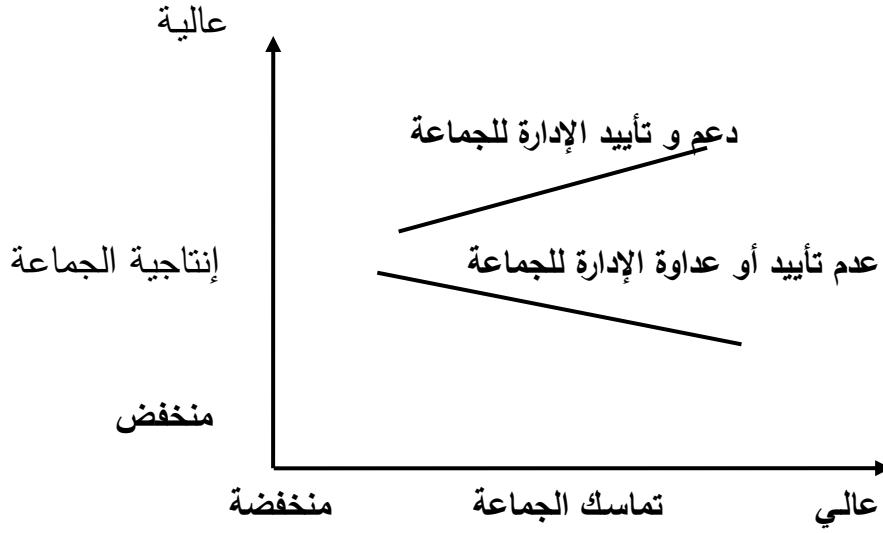 عالية
دعم و تأييد الإدارة للجماعة
إنتاجية الجماعة
عدم تأييد أو عداوة الإدارة للجماعة
منخفض
منخفضة
تماسك الجماعة
عالي